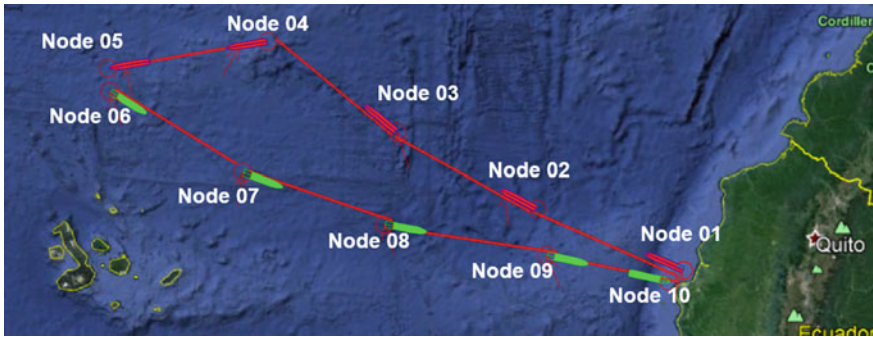 Node 04
Cordiller
Node 05
Node 03
Node 06
Node 02
Node 07
Node 01
Node 08
Quito
Node 09
Node 10
Ecuador